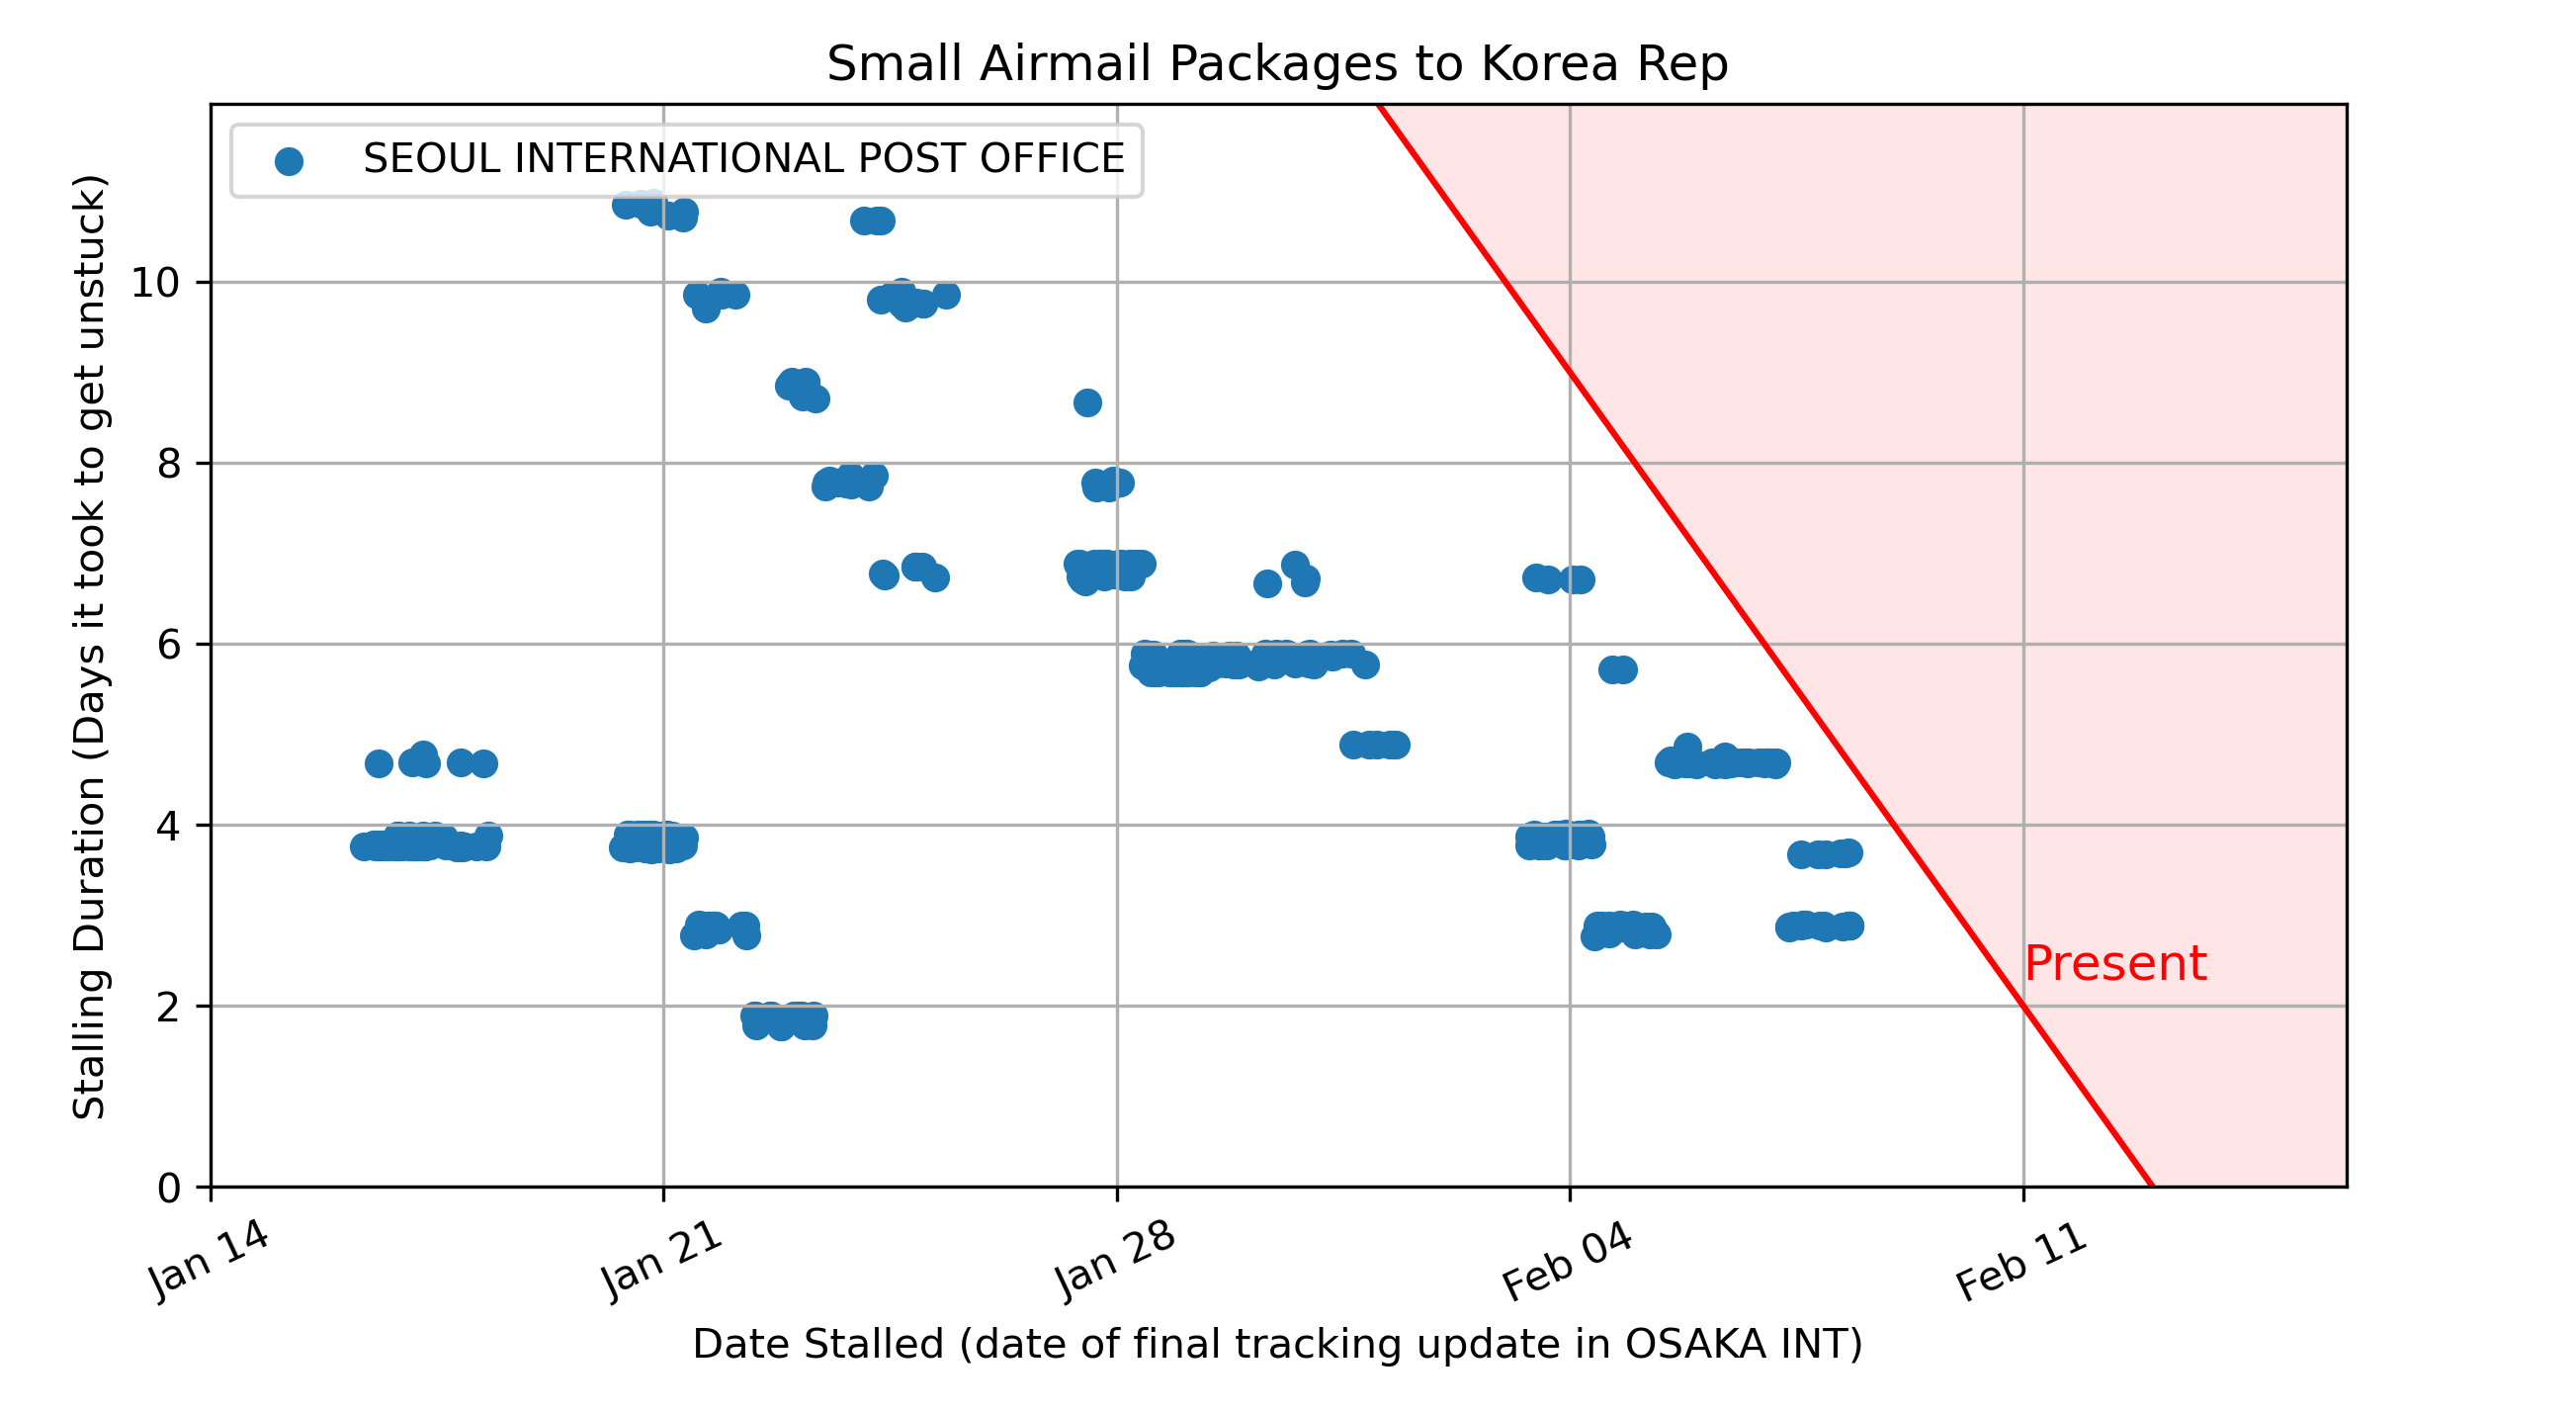 Small Airmail Packages to Korea Rep
SEOUL INTERNATIONAL POST OFFICE
Stalling Duration (Days it took to get unstuck)
10
8
6
4
2
0
Present
Jan 14
Jan 21
Jan 28
Feb 04
Feb 11
Date Stalled (date of final tracking update in OSAKA INT)